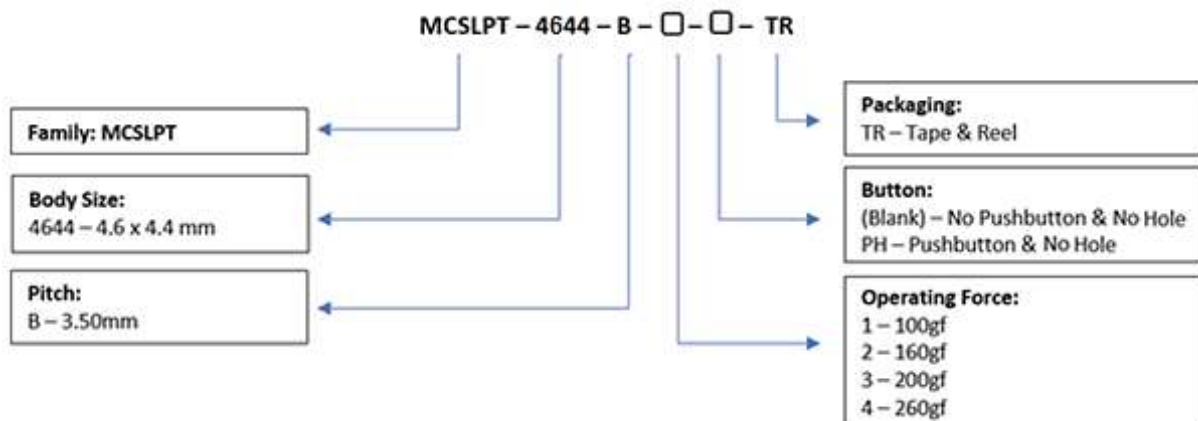 MCSLPT – 4644 – B – ☐ – ☐ – TR
Family: MCSLPT
Body Size:
4644 – 4.6 x 4.4 mm
Pitch:
B – 3.50mm
Packaging:
TR – Tape & Reel
Button:
(Blank) – No Pushbutton & No Hole
PH – Pushbutton & No Hole
Operating Force:
1 – 100gf
2 – 160gf
3 – 200gf
4 – 260gf